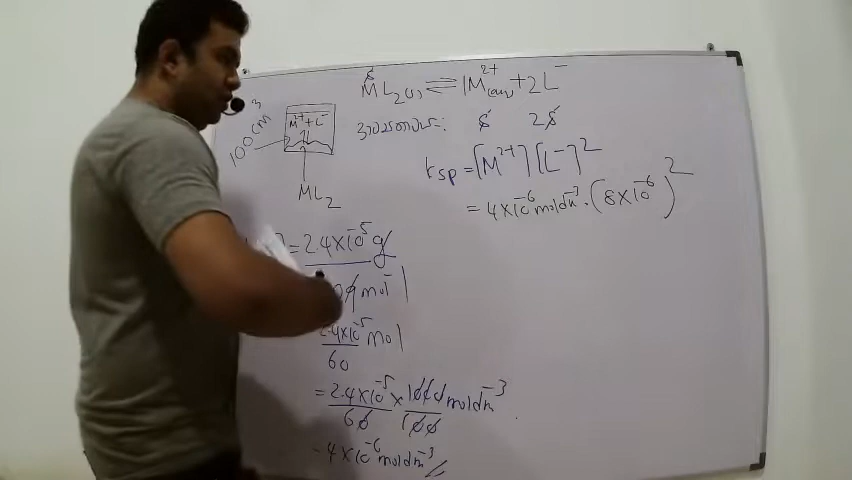 ML₂(s) ⇌ M²⁺(aq) + 2L⁻
s 2s
100cm³
M²⁺ + L⁻
ML₂
Ksp = [M²⁺][L⁻]²
= 4×10⁻⁶ moldm⁻³ · (8×10⁻⁶)²
= 2.4×10⁻⁵g
mol⁻¹
2.4×10⁻⁵ mol
60
= 2.4×10⁻⁵ × 1000 moldm⁻³
60 100
4×10⁻⁶ moldm⁻³